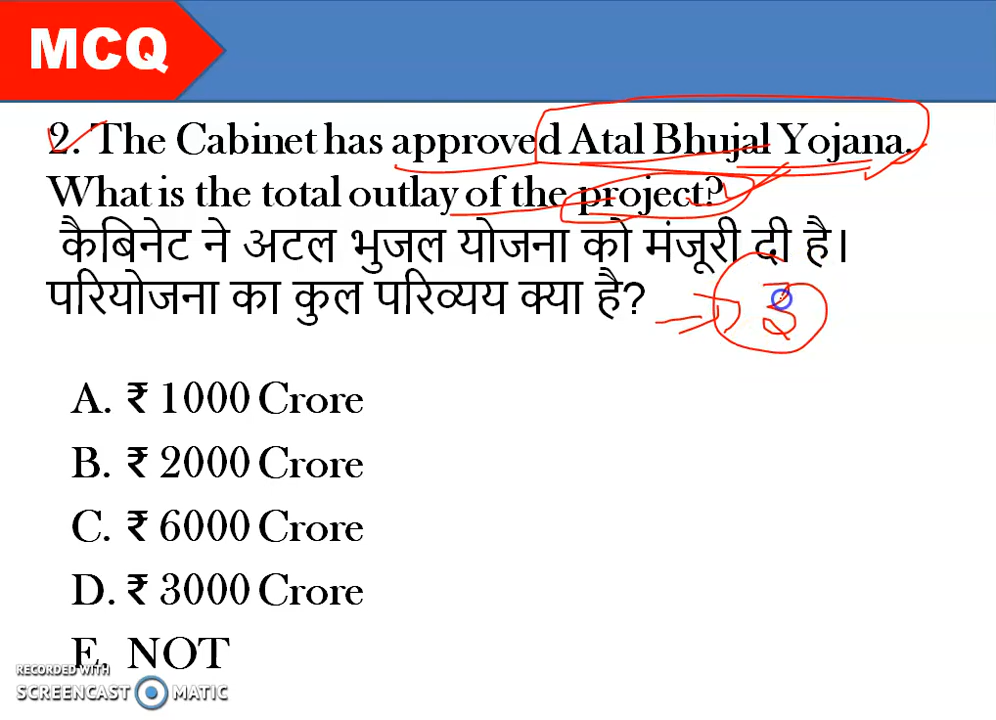 MCQ
2. The Cabinet has approved Atal Bhujal Yojana.
What is the total outlay of the project?
कैबिनेट ने अटल भुजल योजना को मंजूरी दी है।
परियोजना का कुल परिव्यय क्या है?
3
A. ₹ 1000 Crore
B. ₹ 2000 Crore
C. ₹ 6000 Crore
D. ₹ 3000 Crore
E. NOT
RECORDED WITH
SCREENCAST MATIC